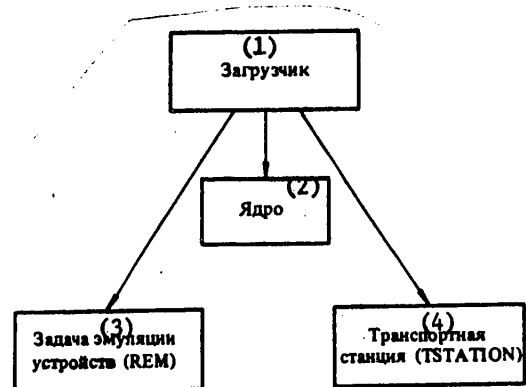 (1)
Загрузчик
(2)
Ядро
(3)
Задача эмуляции
устройств (REM)
(4)
Транспортная
станция (TSTATION)